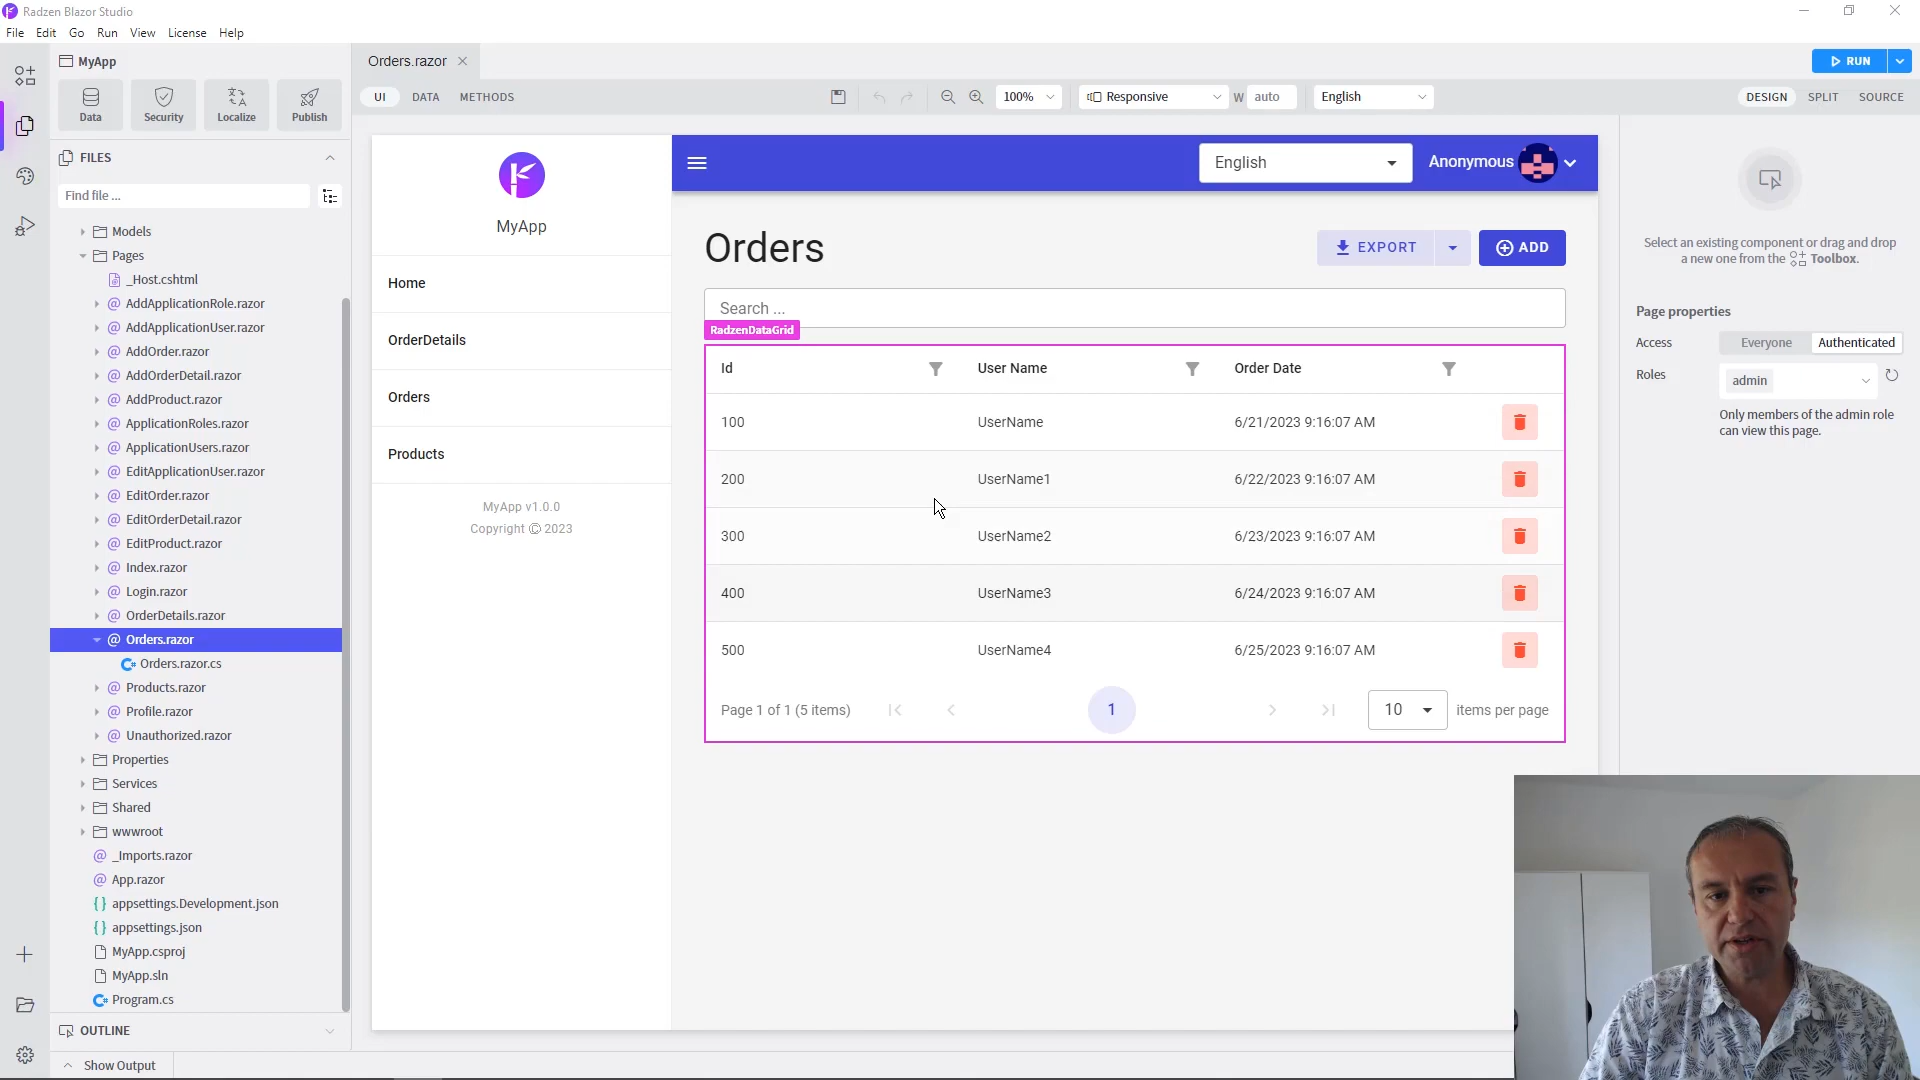 Radzen Blazor Studio
File Edit Go Run View License Help
MyApp
Data Security Localize Publish
FILES
Find file ...
Models
Pages
_Host.cshtml
AddApplicationRole.razor
AddApplicationUser.razor
AddOrder.razor
AddOrderDetail.razor
AddProduct.razor
ApplicationRoles.razor
ApplicationUsers.razor
EditApplicationUser.razor
EditOrder.razor
EditOrderDetail.razor
EditProduct.razor
Index.razor
Login.razor
OrderDetails.razor
Orders.razor
Orders.razor.cs
Products.razor
Profile.razor
Unauthorized.razor
Properties
Services
Shared
wwwroot
_Imports.razor
App.razor
appsettings.Development.json
appsettings.json
MyApp.csproj
MyApp.sln
Program.cs
OUTLINE
Show Output
Orders.razor
RUN
UI DATA METHODS
100% Responsive W auto English
DESIGN SPLIT SOURCE
MyApp
Home
OrderDetails
Orders
Products
MyApp v1.0.0
Copyright © 2023
English Anonymous
Orders
EXPORT ADD
Search ...
RadzenDataGrid
Id User Name Order Date
100 UserName 6/21/2023 9:16:07 AM
200 UserName1 6/22/2023 9:16:07 AM
300 UserName2 6/23/2023 9:16:07 AM
400 UserName3 6/24/2023 9:16:07 AM
500 UserName4 6/25/2023 9:16:07 AM
Page 1 of 1 (5 items) 1 10 items per page
Select an existing component or drag and drop
a new one from the Toolbox.
Page properties
Access Everyone Authenticated
Roles admin
Only members of the admin role
can view this page.